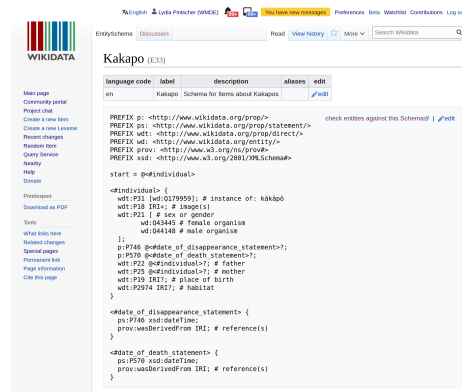 English Lydia Pintscher (WMDE) 99+ 99+ You have new messages Preferences Beta Watchlist Contributions Log out
EntitySchema Discussion Read View history More Search Wikidata
WIKIDATA
Kakapo (E33)
language code label description aliases edit
en Kakapo Schema for Items about Kakapos edit
Main page
Community portal
Project chat
Create a new item
Create a new Lexeme
Recent changes
Random Item
Query Service
Nearby
Help
Donate
Print/export
Download as PDF
Tools
What links here
Related changes
Special pages
Permanent link
Page information
Cite this page
check entities against this Schema | edit
PREFIX p: <http://www.wikidata.org/prop/>
PREFIX ps: <http://www.wikidata.org/prop/statement/>
PREFIX wdt: <http://www.wikidata.org/prop/direct/>
PREFIX wd: <http://www.wikidata.org/entity/>
PREFIX prov: <http://www.w3.org/ns/prov#>
PREFIX xsd: <http://www.w3.org/2001/XMLSchema#>
start = @<#individual>
<#individual> {
wdt:P31 [wd:Q179959]; # instance of: kākāpō
wdt:P18 IRI+; # image(s)
wdt:P21 [ # sex or gender
wd:Q43445 # female organism
wd:Q44148 # male organism
];
p:P746 @<#date_of_disappearance_statement>?;
p:P570 @<#date_of_death_statement>?;
wdt:P22 @<#individual>?; # father
wdt:P25 @<#individual>?; # mother
wdt:P19 IRI?; # place of birth
wdt:P2974 IRI?; # habitat
}
<#date_of_disappearance_statement> {
ps:P746 xsd:dateTime;
prov:wasDerivedFrom IRI; # reference(s)
}
<#date_of_death_statement> {
ps:P570 xsd:dateTime;
prov:wasDerivedFrom IRI; # reference(s)
}